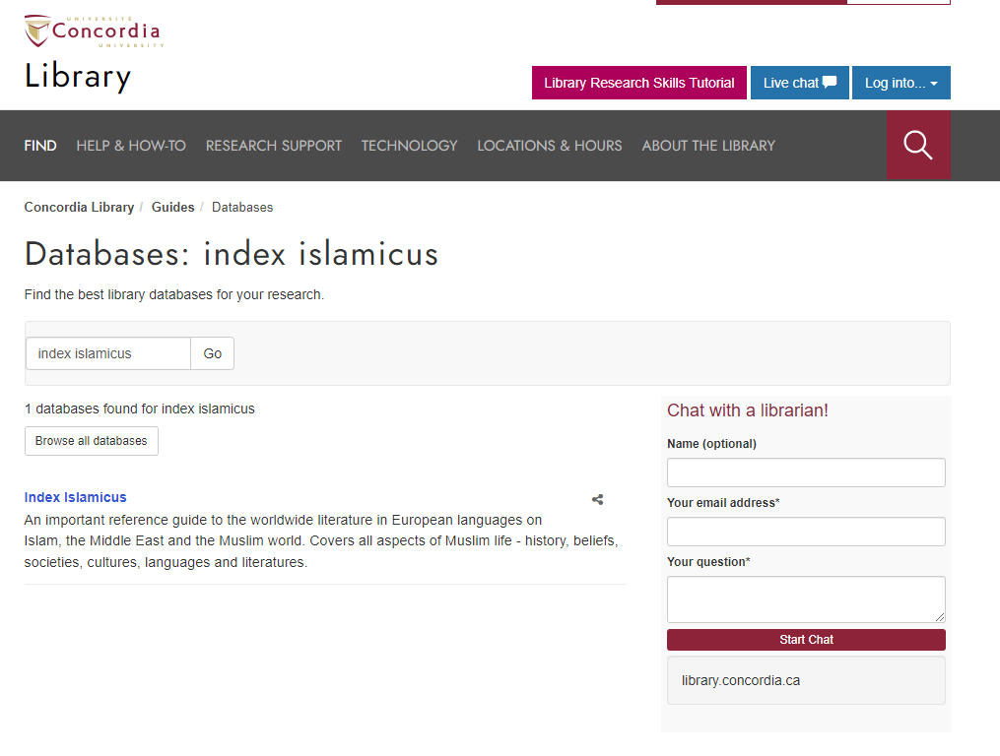 UNIVERSITÉ
Concordia
UNIVERSITY
Library
Library Research Skills Tutorial
Live chat
Log into...
FIND
HELP & HOW-TO
RESEARCH SUPPORT
TECHNOLOGY
LOCATIONS & HOURS
ABOUT THE LIBRARY
Concordia Library / Guides / Databases
Databases: index islamicus
Find the best library databases for your research.
index islamicus
Go
1 databases found for index islamicus
Browse all databases
Index Islamicus
An important reference guide to the worldwide literature in European languages on
Islam, the Middle East and the Muslim world. Covers all aspects of Muslim life - history, beliefs,
societies, cultures, languages and literatures.
Chat with a librarian!
Name (optional)
Your email address*
Your question*
Start Chat
library.concordia.ca